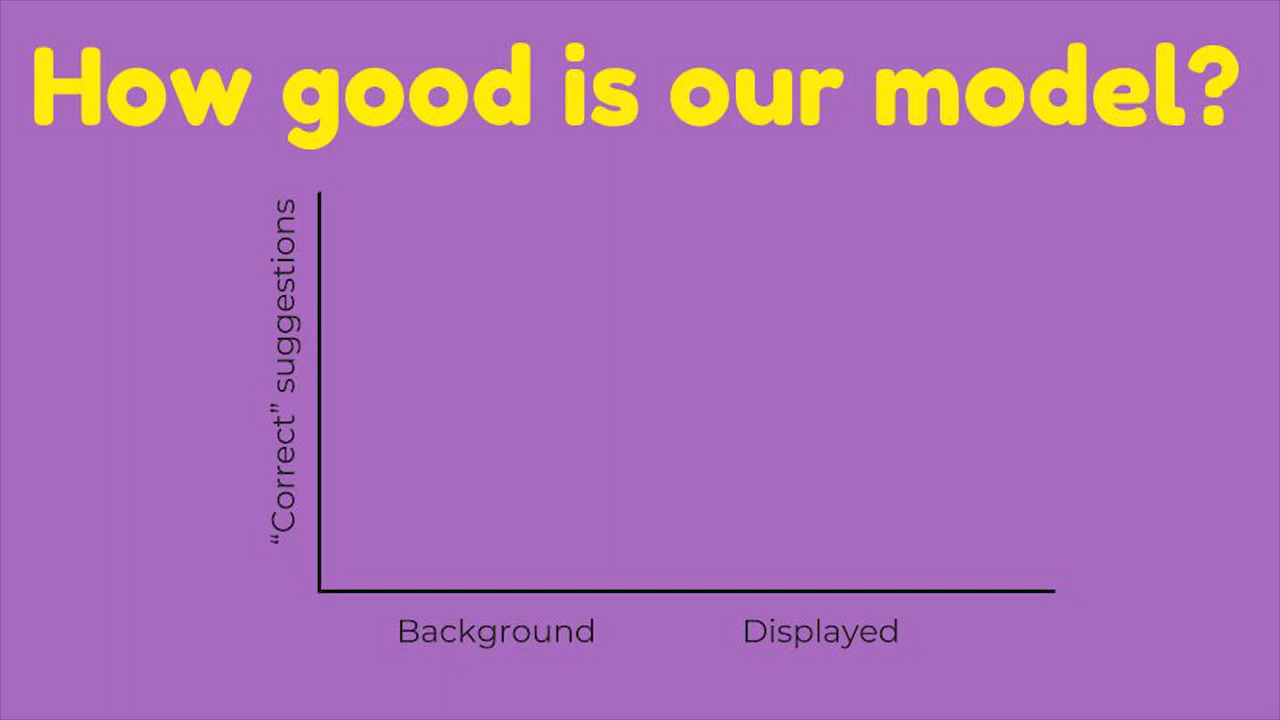 How good is our model?
“Correct” suggestions
Background
Displayed